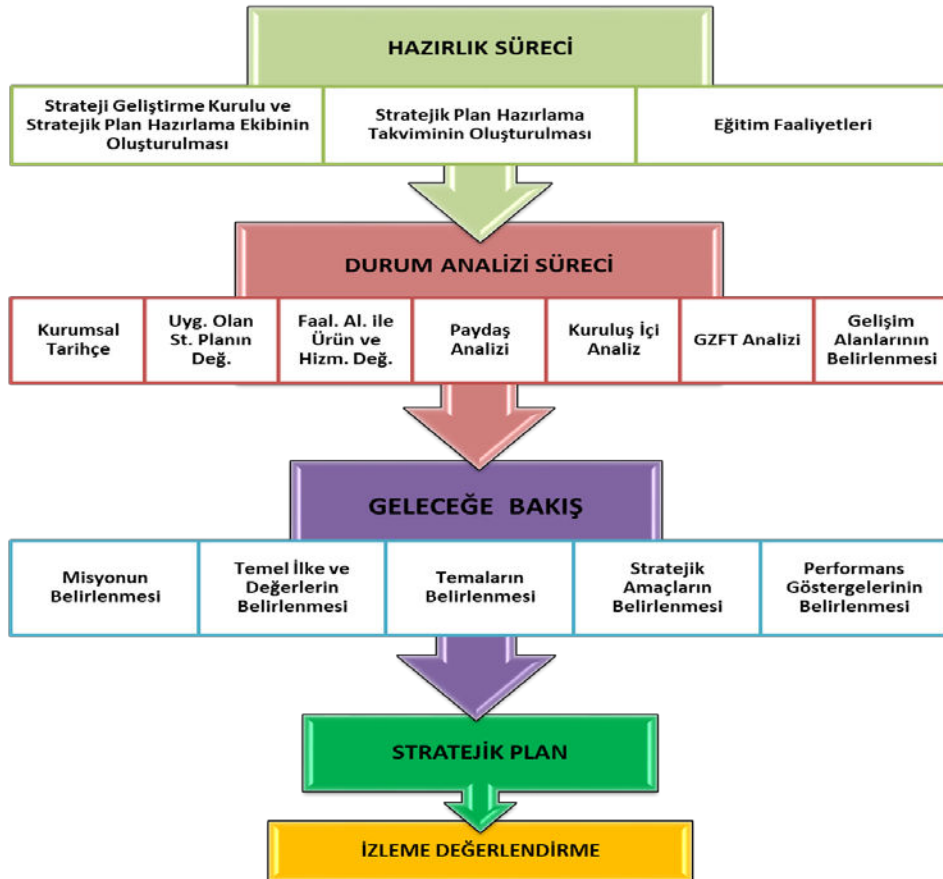 HAZIRLIK SÜRECİ
Strateji Geliştirme Kurulu ve
Stratejik Plan Hazırlama Ekibinin
Oluşturulması
Stratejik Plan Hazırlama
Takviminin Oluşturulması
Eğitim Faaliyetleri
DURUM ANALİZİ SÜRECİ
Kurumsal
Tarihçe
Uyg. Olan
St. Planın
Değ.
Faal. Al. ile
Ürün ve
Hizm. Değ.
Paydaş
Analizi
Kuruluş İçi
Analiz
GZFT Analizi
Gelişim
Alanlarının
Belirlenmesi
GELECEĞE BAKIŞ
Misyonun
Belirlenmesi
Temel İlke ve
Değerlerin
Belirlenmesi
Temaların
Belirlenmesi
Stratejik
Amaçların
Belirlenmesi
Performans
Göstergelerinin
Belirlenmesi
STRATEJİK PLAN
İZLEME DEĞERLENDİRME